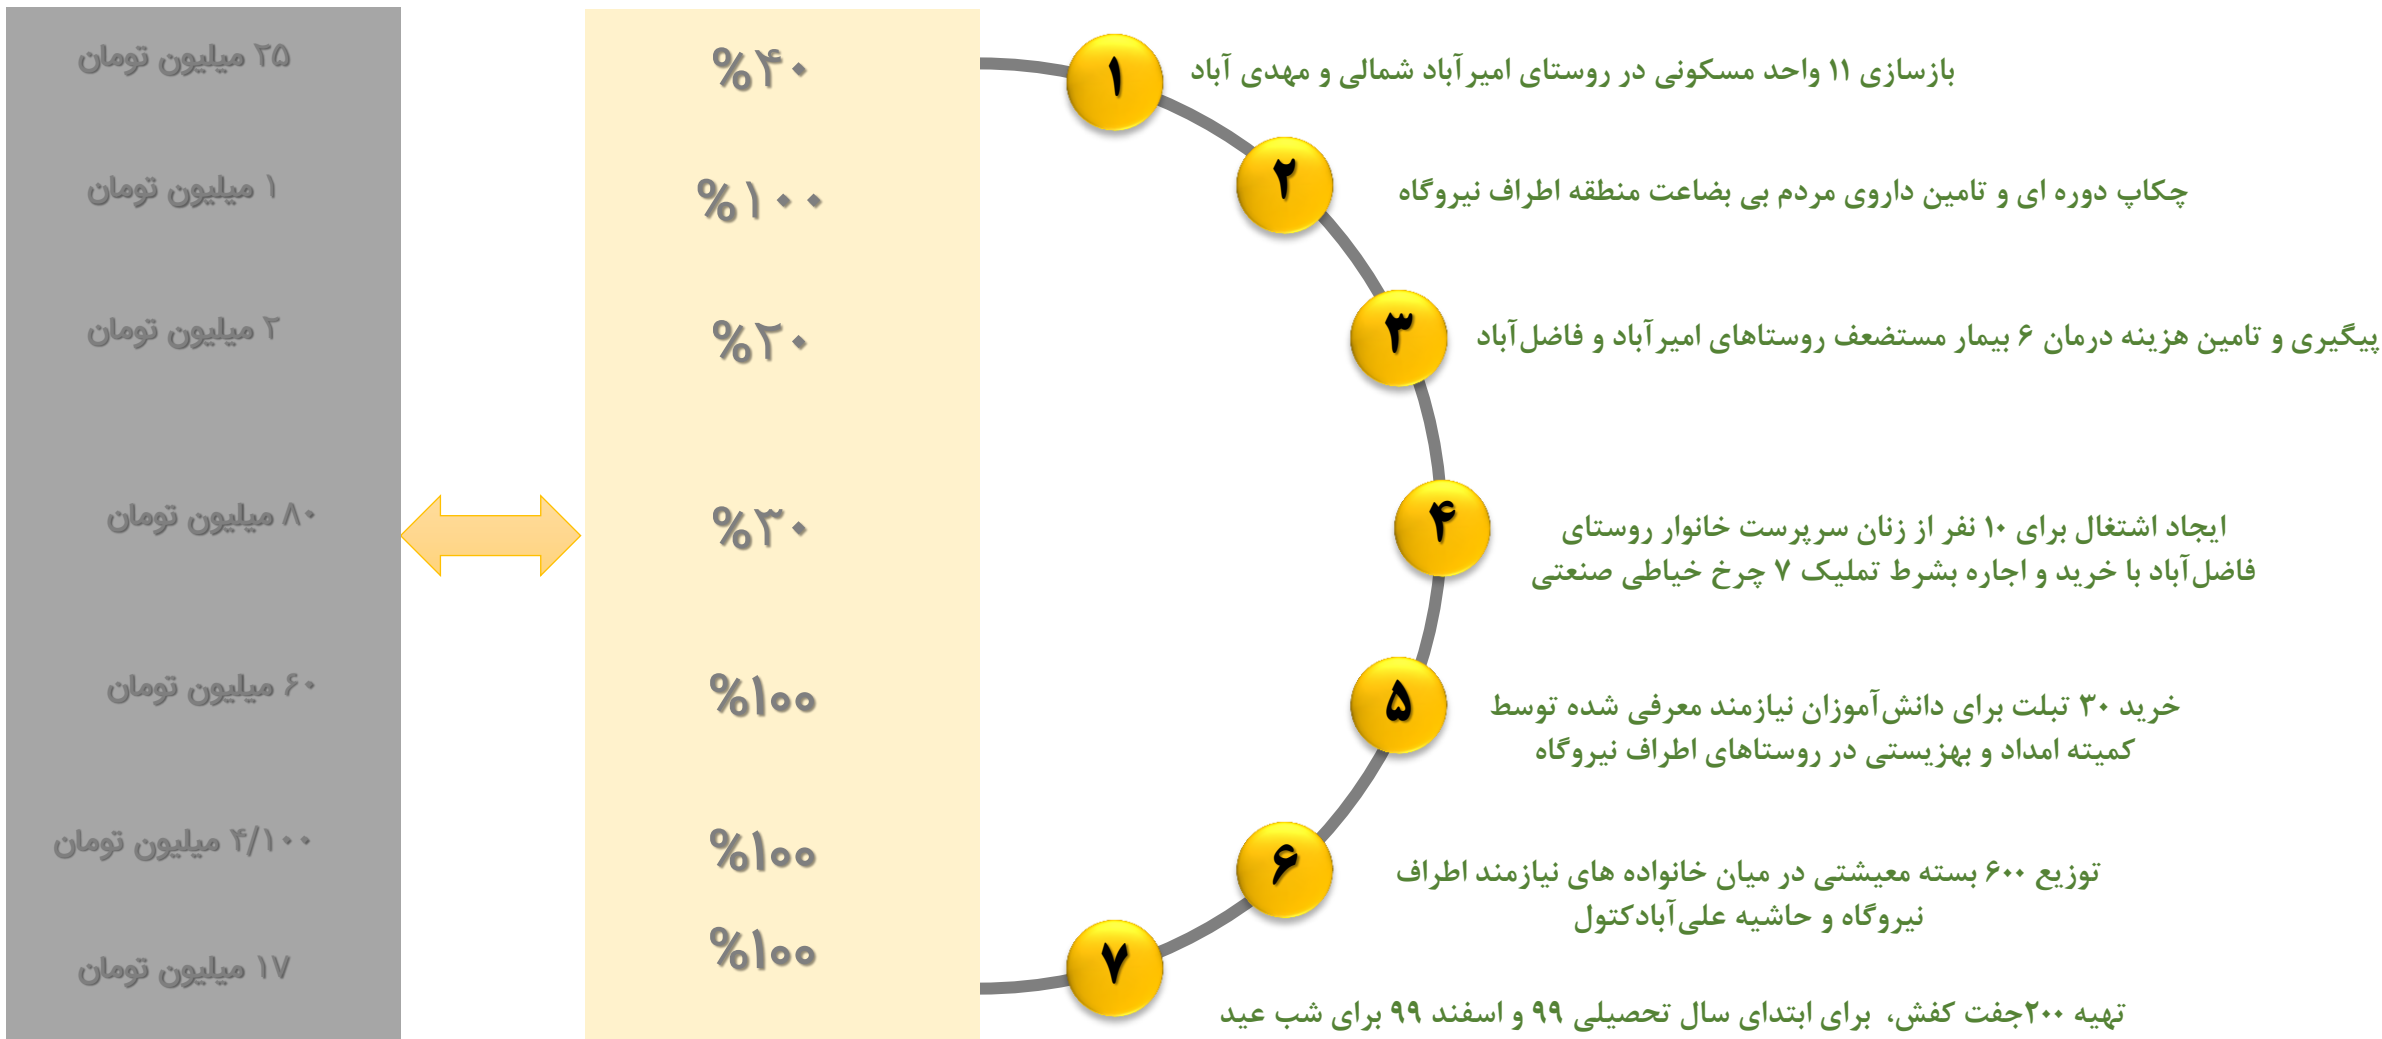 ۱
بازسازی ۱۱ واحد مسکونی در روستای امیرآباد شمالی و مهدی آباد
%۴۰
۲۵ میلیون تومان
۲
چکاپ دوره ای و تامین داروی مردم بی بضاعت منطقه اطراف نیروگاه
%۱۰۰
۱ میلیون تومان
۳
پیگیری و تامین هزینه درمان ۶ بیمار مستضعف روستاهای امیرآباد و فاضل‌آباد
%۲۰
۲ میلیون تومان
۴
ایجاد اشتغال برای ۱۰ نفر از زنان سرپرست خانوار روستای
فاضل‌آباد با خرید و اجاره بشرط تملیک ۷ چرخ خیاطی صنعتی
%۳۰
۸۰ میلیون تومان
۵
خرید ۳۰ تبلت برای دانش‌آموزان نیازمند معرفی شده توسط
کمیته امداد و بهزیستی در روستاهای اطراف نیروگاه
%۱۰۰
۶۰ میلیون تومان
۶
توزیع ۶۰۰ بسته معیشتی در میان خانواده های نیازمند اطراف
نیروگاه و حاشیه علی‌آبادکتول
%۱۰۰
۴/۱۰۰ میلیون تومان
۷
تهیه ۲۰۰جفت کفش، برای ابتدای سال تحصیلی ۹۹ و اسفند ۹۹ برای شب عید
%۱۰۰
۱۷ میلیون تومان